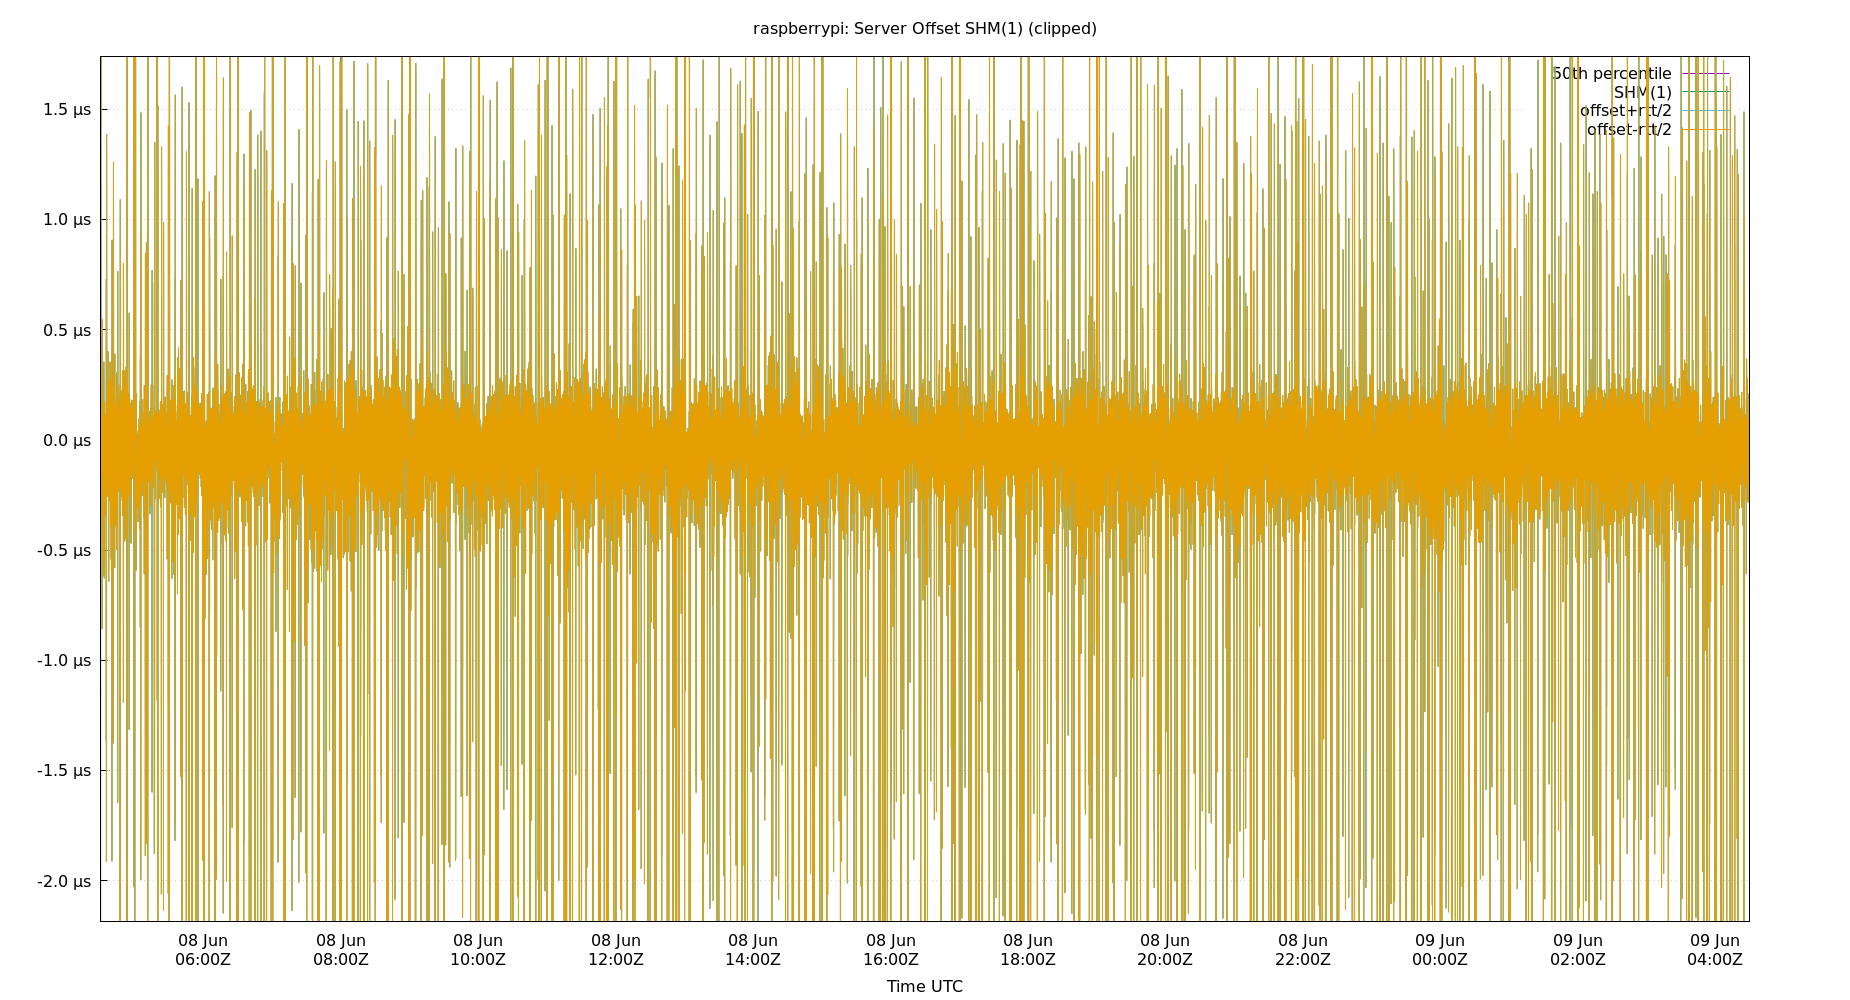 raspberrypi: Server Offset SHM(1) (clipped)
50th percentile
SHM(1)
offset+rtt/2
offset-rtt/2
1.5 µs
1.0 µs
0.5 µs
0.0 µs
-0.5 µs
-1.0 µs
-1.5 µs
-2.0 µs
08 Jun 08 Jun 08 Jun 08 Jun 08 Jun 08 Jun 08 Jun 08 Jun 08 Jun 09 Jun 09 Jun 09 Jun
06:00Z 08:00Z 10:00Z 12:00Z 14:00Z 16:00Z 18:00Z 20:00Z 22:00Z 00:00Z 02:00Z 04:00Z
Time UTC